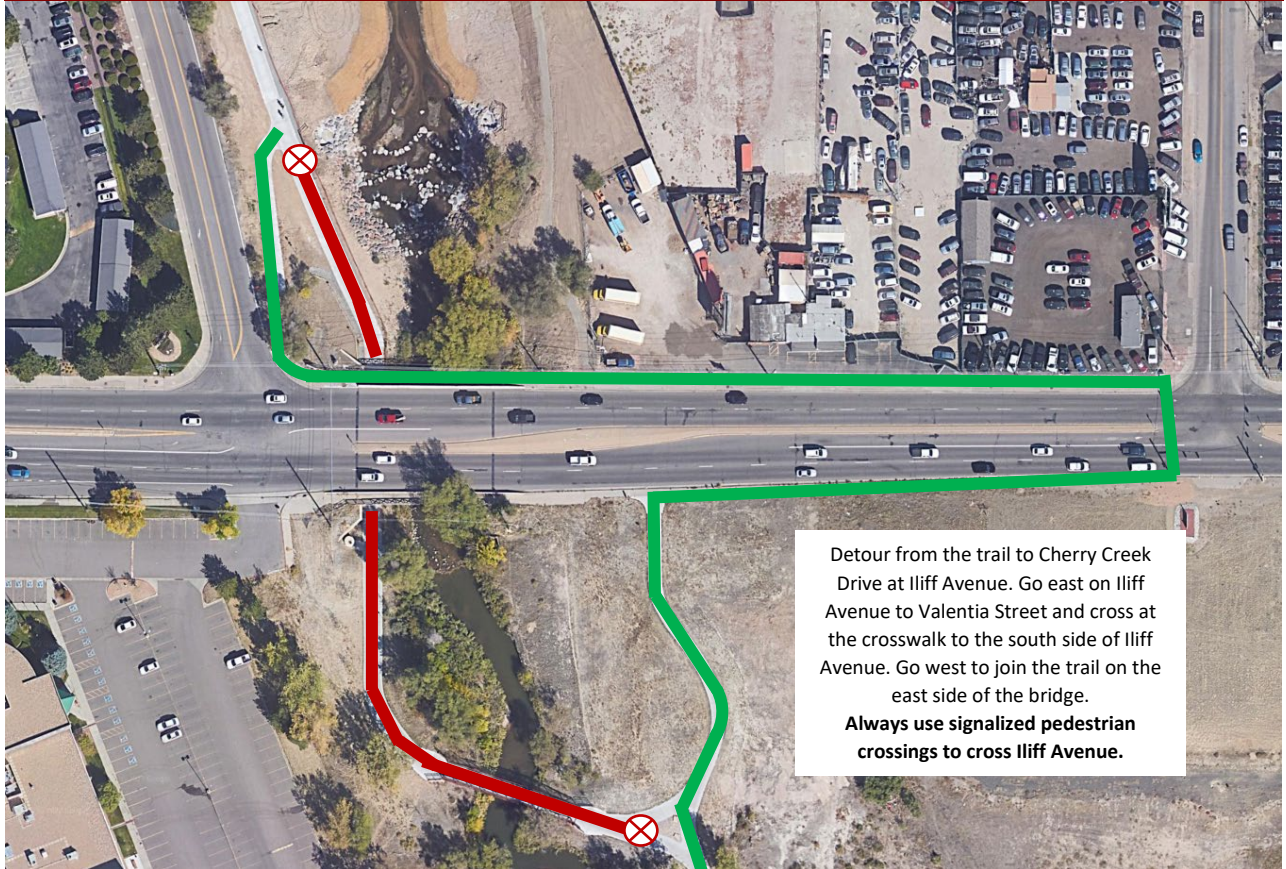 Detour from the trail to Cherry Creek
Drive at Iliff Avenue. Go east on Iliff
Avenue to Valentia Street and cross at
the crosswalk to the south side of Iliff
Avenue. Go west to join the trail on the
east side of the bridge.
Always use signalized pedestrian
crossings to cross Iliff Avenue.